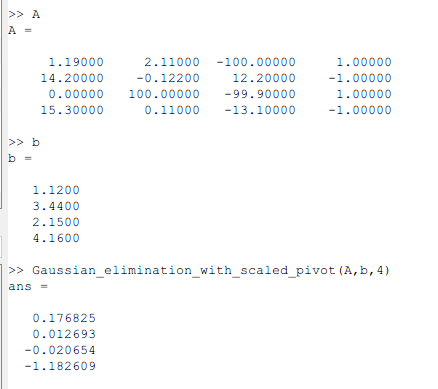 >> A
A =
1.19000 2.11000 -100.00000 1.00000
14.20000 -0.12200 12.20000 -1.00000
0.00000 100.00000 -99.90000 1.00000
15.30000 0.11000 -13.10000 -1.00000
>> b
b =
1.1200
3.4400
2.1500
4.1600
>> Gaussian_elimination_with_scaled_pivot(A,b,4)
ans =
0.176825
0.012693
-0.020654
-1.182609